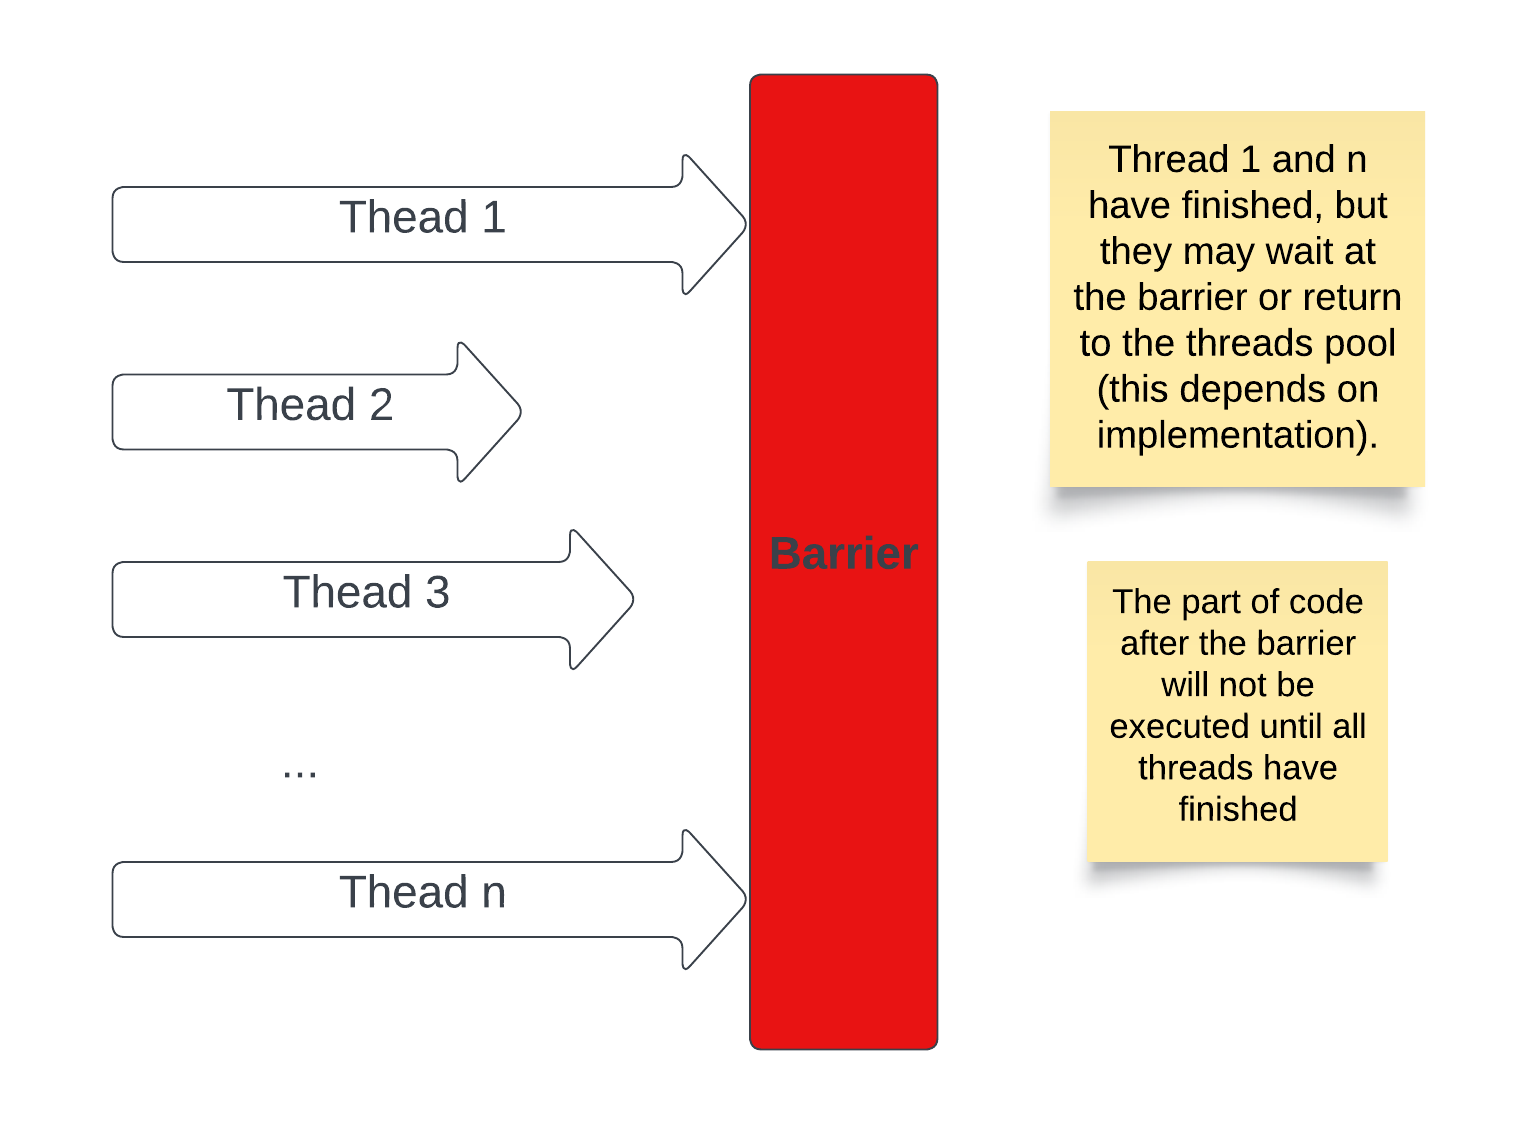 Thead 1
Thead 2
Thead 3
...
Thead n
Barrier
Thread 1 and n
have finished, but
they may wait at
the barrier or return
to the threads pool
(this depends on
implementation).
The part of code
after the barrier
will not be
executed until all
threads have
finished